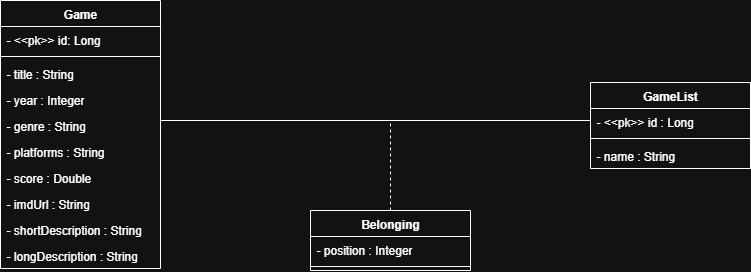 Game
- <<pk>> id: Long
- title : String
- year : Integer
- genre : String
- platforms : String
- score : Double
- imdUrl : String
- shortDescription : String
- longDescription : String
GameList
- <<pk>> id : Long
- name : String
Belonging
- position : Integer